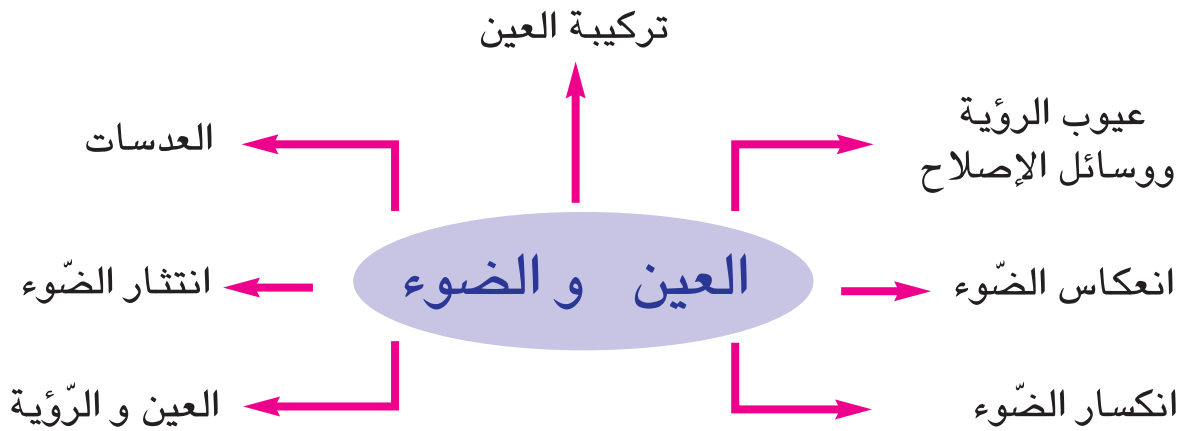 تركيبة العين
عيوب الرؤية
ووسائل الإصلاح
العدسات
العين و الضوء
انعكاس الضّوء
انتثار الضّوء
انكسار الضّوء
العين و الرّؤية